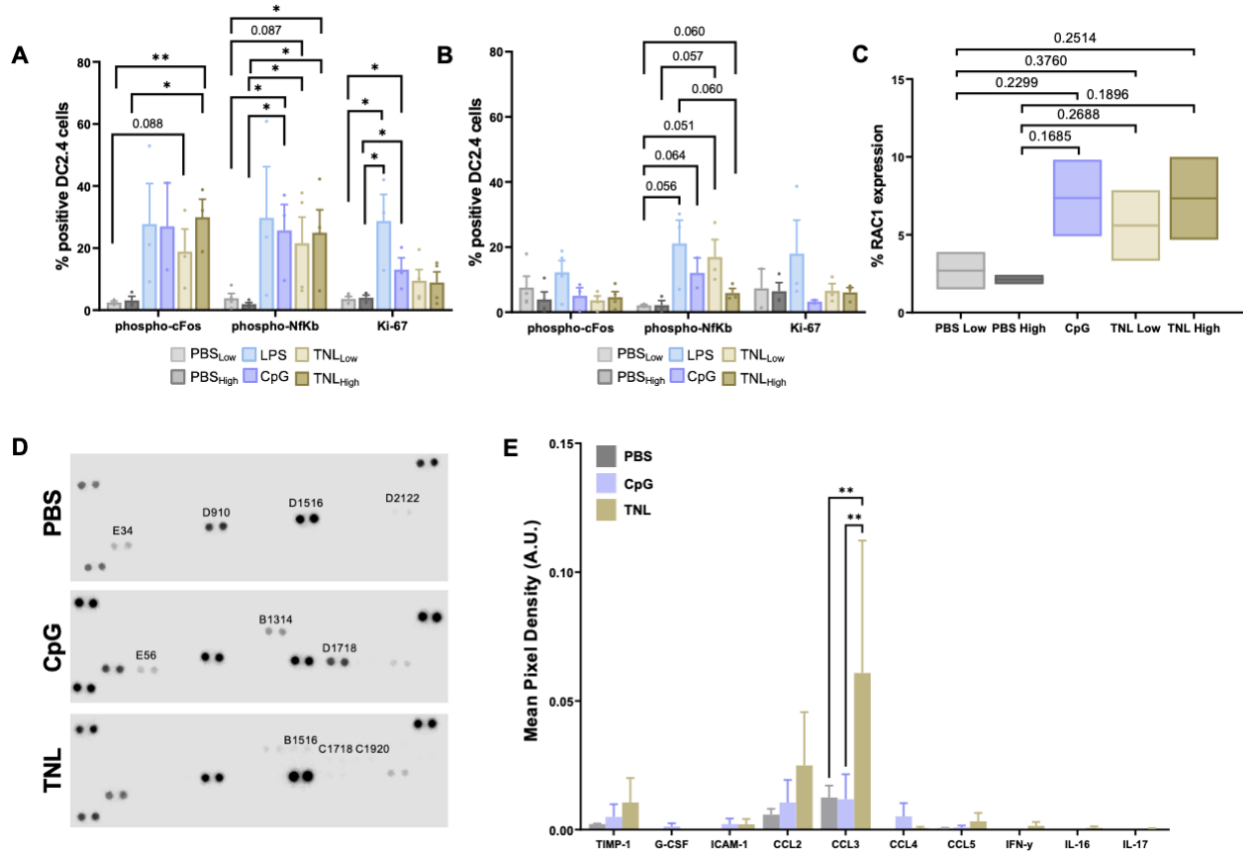 A
% positive DC2.4 cells
80
60
40
20
0
**
*
0.088
*
0.087
*
*
*
*
*
*
*
*
phospho-cFos phospho-NfKb Ki-67
PBSLow LPS TNLLow
PBSHigh CpG TNLHigh
B
% positive DC2.4 cells
80
60
40
20
0
0.060
0.057
0.060
0.051
0.064
0.056
phospho-cFos phospho-NfKb Ki-67
PBSLow LPS TNLLow
PBSHigh CpG TNLHigh
C
% RAC1 expression
15
10
5
0
0.2514
0.3760
0.2299
0.1896
0.2688
0.1685
PBS Low PBS High CpG TNL Low TNL High
D
PBS
E34
D910
D1516
D2122
CpG
E56
B1314
D1718
TNL
B1516
C1718 C1920
E
Mean Pixel Density (A.U.)
0.15
0.10
0.05
0.00
PBS
CpG
TNL
**
**
TIMP-1 G-CSF ICAM-1 CCL2 CCL3 CCL4 CCL5 IFN-y IL-16 IL-17